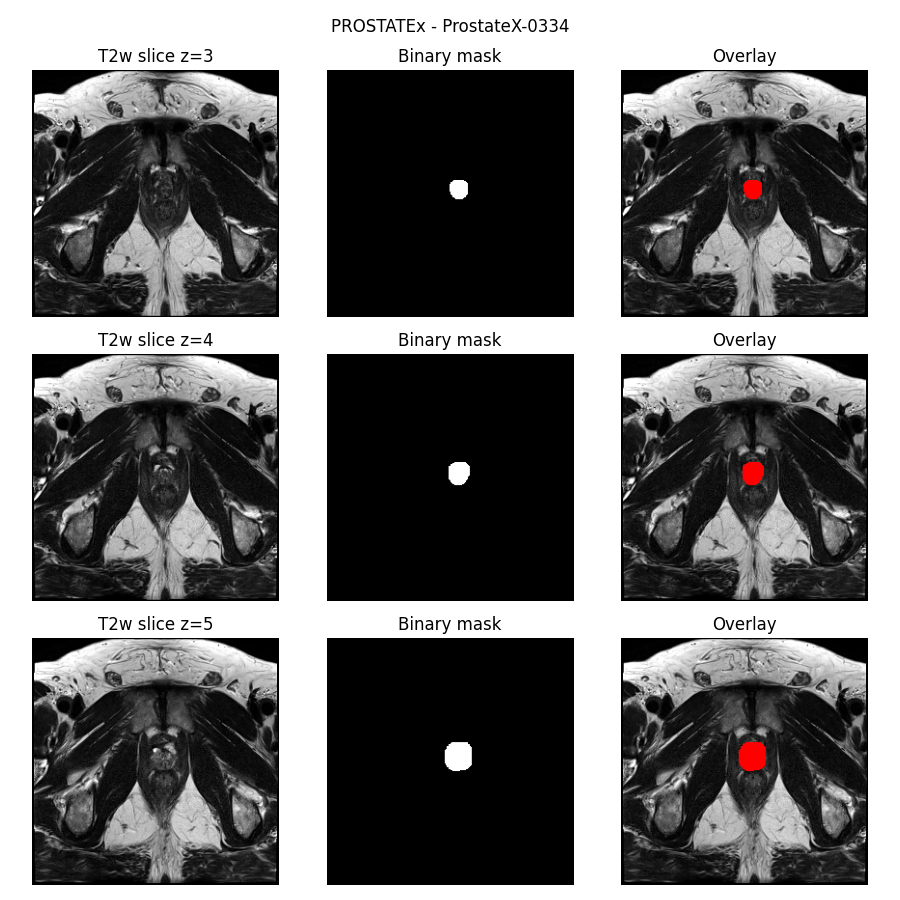 PROSTATEx - ProstateX-0334
T2w slice z=3
Binary mask
Overlay
T2w slice z=4
Binary mask
Overlay
T2w slice z=5
Binary mask
Overlay